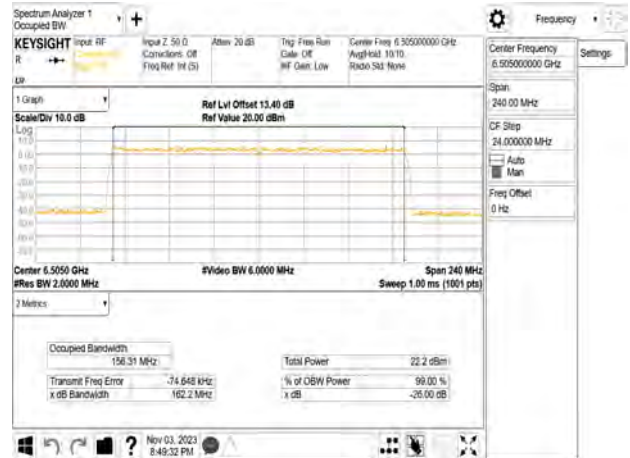 Spectrum Analyzer 1
Occupied BW
+
Frequency
KEYSIGHT
R
Input: RF
Input Z: 50 Ω
Corrections: Off
Freq Ref: Int (S)
Atten: 20 dB
Trig: Free Run
Gate: Off
#IF Gain: Low
Center Freq: 6.505000000 GHz
Avg|Hold: 10/10
Radio Std: None
Center Frequency
6.505000000 GHz
Settings
Span
240.00 MHz
CF Step
24.000000 MHz
Auto
Man
Freq Offset
0 Hz
1 Graph
Scale/Div 10.0 dB
Ref Lvl Offset 13.40 dB
Ref Value 20.00 dBm
Log
Center 6.5050 GHz
#Res BW 2.0000 MHz
#Video BW 6.0000 MHz
Span 240 MHz
Sweep 1.00 ms (1001 pts)
2 Metrics
Occupied Bandwidth
156.31 MHz
Total Power 22.2 dBm
Transmit Freq Error -74.648 kHz
% of OBW Power 99.00 %
x dB Bandwidth 162.2 MHz
x dB -26.00 dB
?
Nov 03, 2023
8:49:32 PM